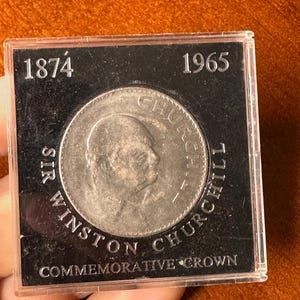 1874 1965
CHURCHILL
SIR WINSTON CHURCHILL
COMMEMORATIVE CROWN